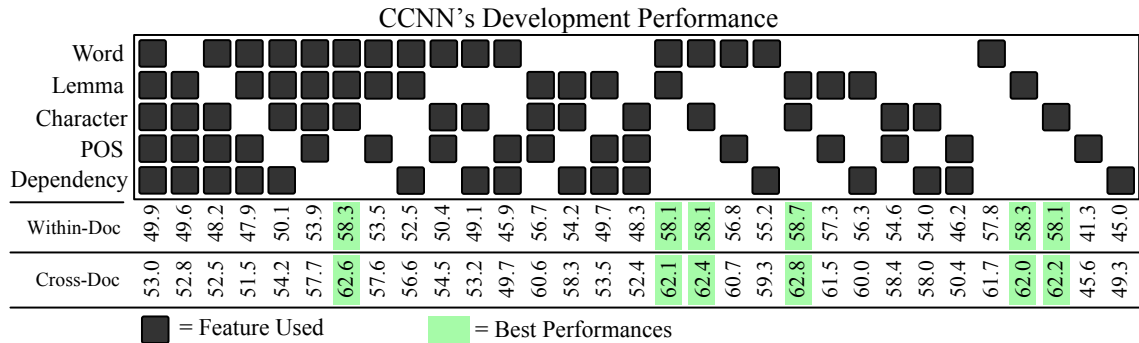 CCNN's Development Performance
Word
Lemma
Character
POS
Dependency
Within-Doc 49.9 49.6 48.2 47.9 50.1 53.9 58.3 53.5 52.5 50.4 49.1 45.9 56.7 54.2 49.7 48.3 58.1 58.1 56.8 55.2 58.7 57.3 56.3 54.6 54.0 46.2 57.8 58.3 58.1 41.3 45.0
Cross-Doc 53.0 52.8 52.5 51.5 54.2 57.7 62.6 57.6 56.6 54.5 53.2 49.7 60.6 58.3 53.5 52.4 62.1 62.4 60.7 59.3 62.8 61.5 60.0 58.4 58.0 50.4 61.7 62.0 62.2 45.6 49.3
= Feature Used = Best Performances